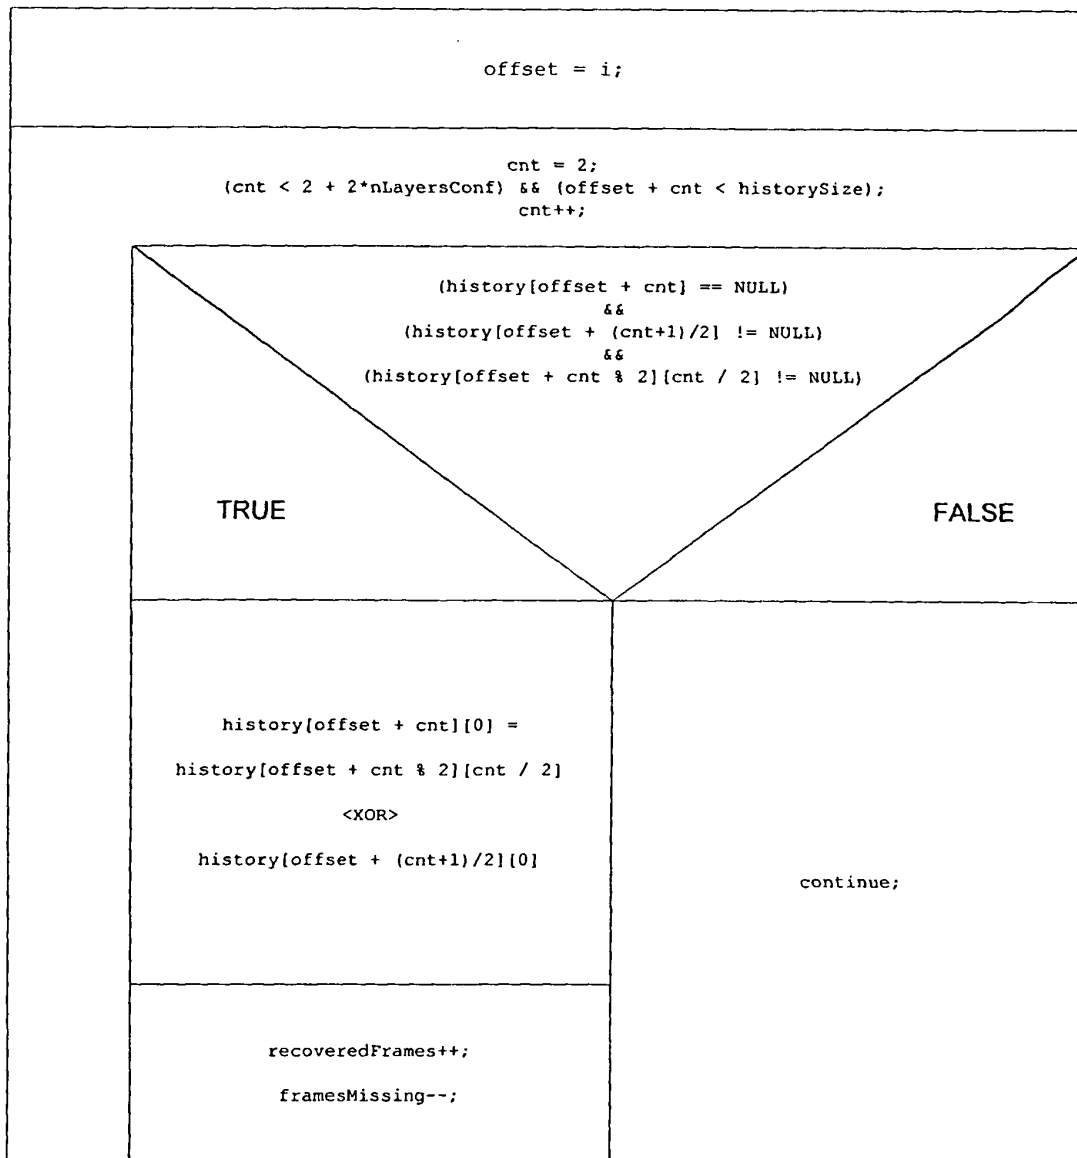 offset = i;
cnt = 2;
(cnt < 2 + 2*nLayersConf) && (offset + cnt < historySize);
cnt++;
(history[offset + cnt] == NULL)
&&
(history[offset + (cnt+1)/2] != NULL)
&&
(history[offset + cnt % 2][cnt / 2] != NULL)
TRUE
FALSE
history[offset + cnt][0] =
history[offset + cnt % 2][cnt / 2]
<XOR>
history[offset + (cnt+1)/2][0]
continue;
recoveredFrames++;
framesMissing--;